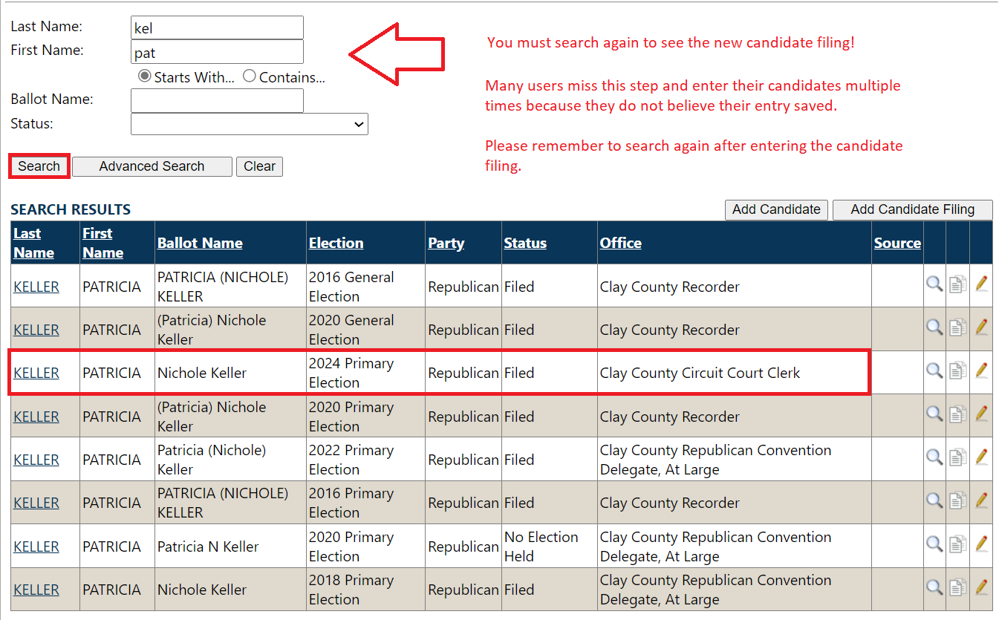 Last Name:
kel
First Name:
pat
Starts With... Contains...
Ballot Name:
Status:
Search Advanced Search Clear
You must search again to see the new candidate filing!
Many users miss this step and enter their candidates multiple
times because they do not believe their entry saved.
Please remember to search again after entering the candidate
filing.
SEARCH RESULTS
Add Candidate Add Candidate Filing
Last
Name
First
Name
Ballot Name
Election
Party
Status
Office
Source
KELLER
PATRICIA
PATRICIA (NICHOLE)
KELLER
2016 General
Election
Republican
Filed
Clay County Recorder
KELLER
PATRICIA
(Patricia) Nichole
Keller
2020 General
Election
Republican
Filed
Clay County Recorder
KELLER
PATRICIA
Nichole Keller
2024 Primary
Election
Republican
Filed
Clay County Circuit Court Clerk
KELLER
PATRICIA
(Patricia) Nichole
Keller
2020 Primary
Election
Republican
Filed
Clay County Recorder
KELLER
PATRICIA
Patricia (Nichole)
Keller
2022 Primary
Election
Republican
Filed
Clay County Republican Convention
Delegate, At Large
KELLER
PATRICIA
PATRICIA (NICHOLE)
KELLER
2016 Primary
Election
Republican
Filed
Clay County Recorder
KELLER
PATRICIA
Patricia N Keller
2020 Primary
Election
Republican
No Election
Held
Clay County Republican Convention
Delegate, At Large
KELLER
PATRICIA
Nichole Keller
2018 Primary
Election
Republican
Filed
Clay County Republican Convention
Delegate, At Large